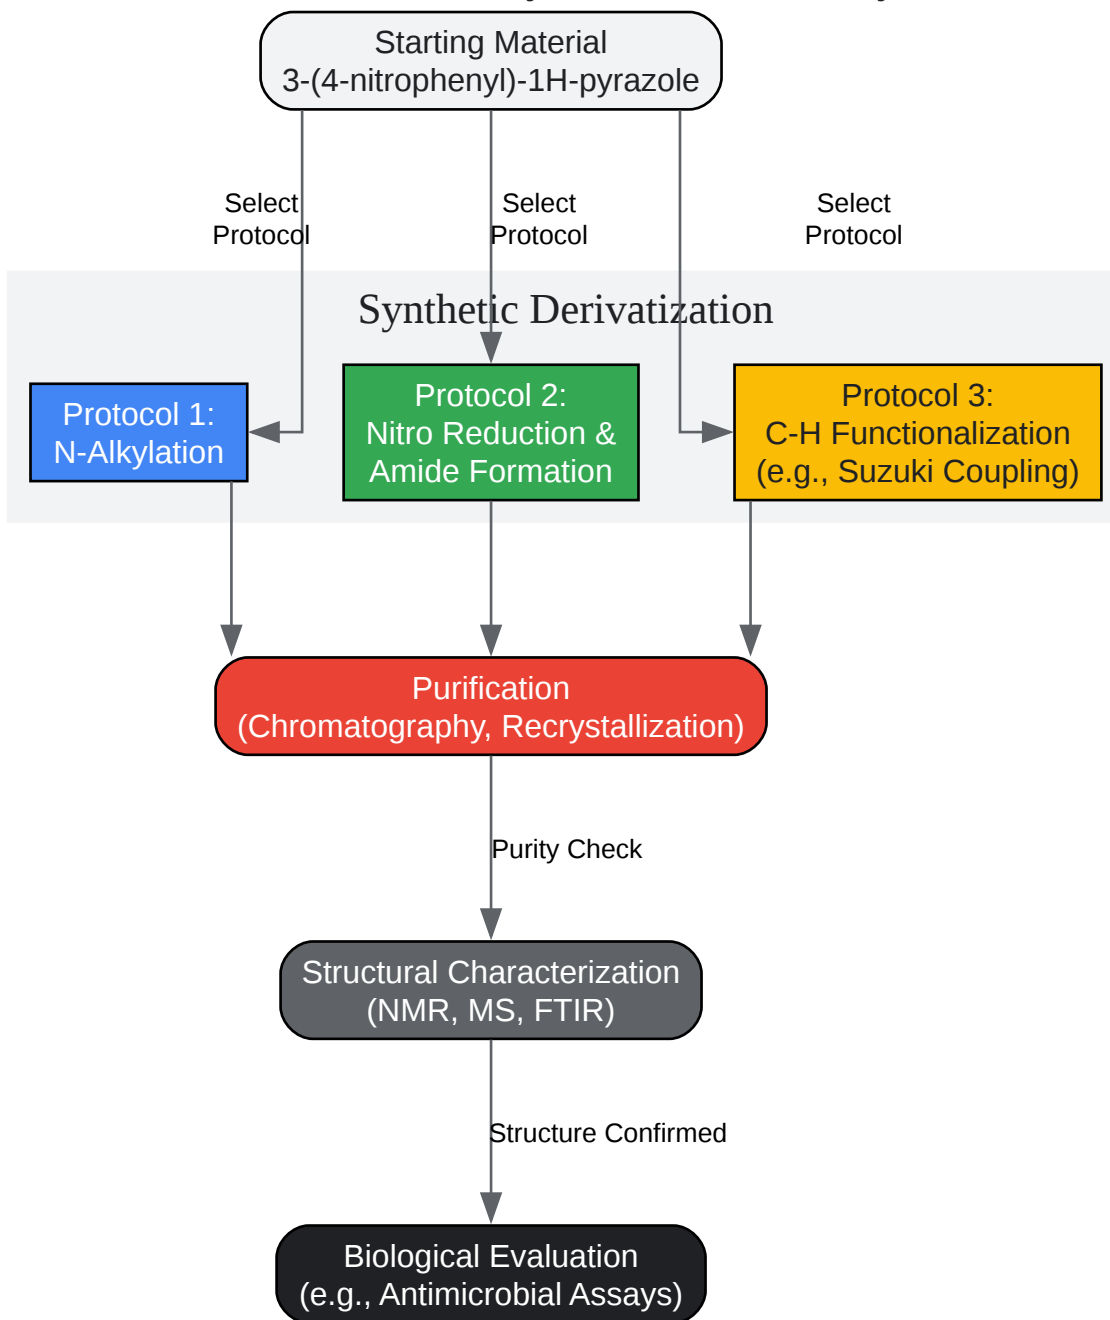 Starting Material
3-(4-nitrophenyl)-1H-pyrazole
Select
Protocol
Select
Protocol
Select
Protocol
Synthetic Derivatization
Protocol 1:
N-Alkylation
Protocol 2:
Nitro Reduction &
Amide Formation
Protocol 3:
C-H Functionalization
(e.g., Suzuki Coupling)
Purification
(Chromatography, Recrystallization)
Purity Check
Structural Characterization
(NMR, MS, FTIR)
Structure Confirmed
Biological Evaluation
(e.g., Antimicrobial Assays)